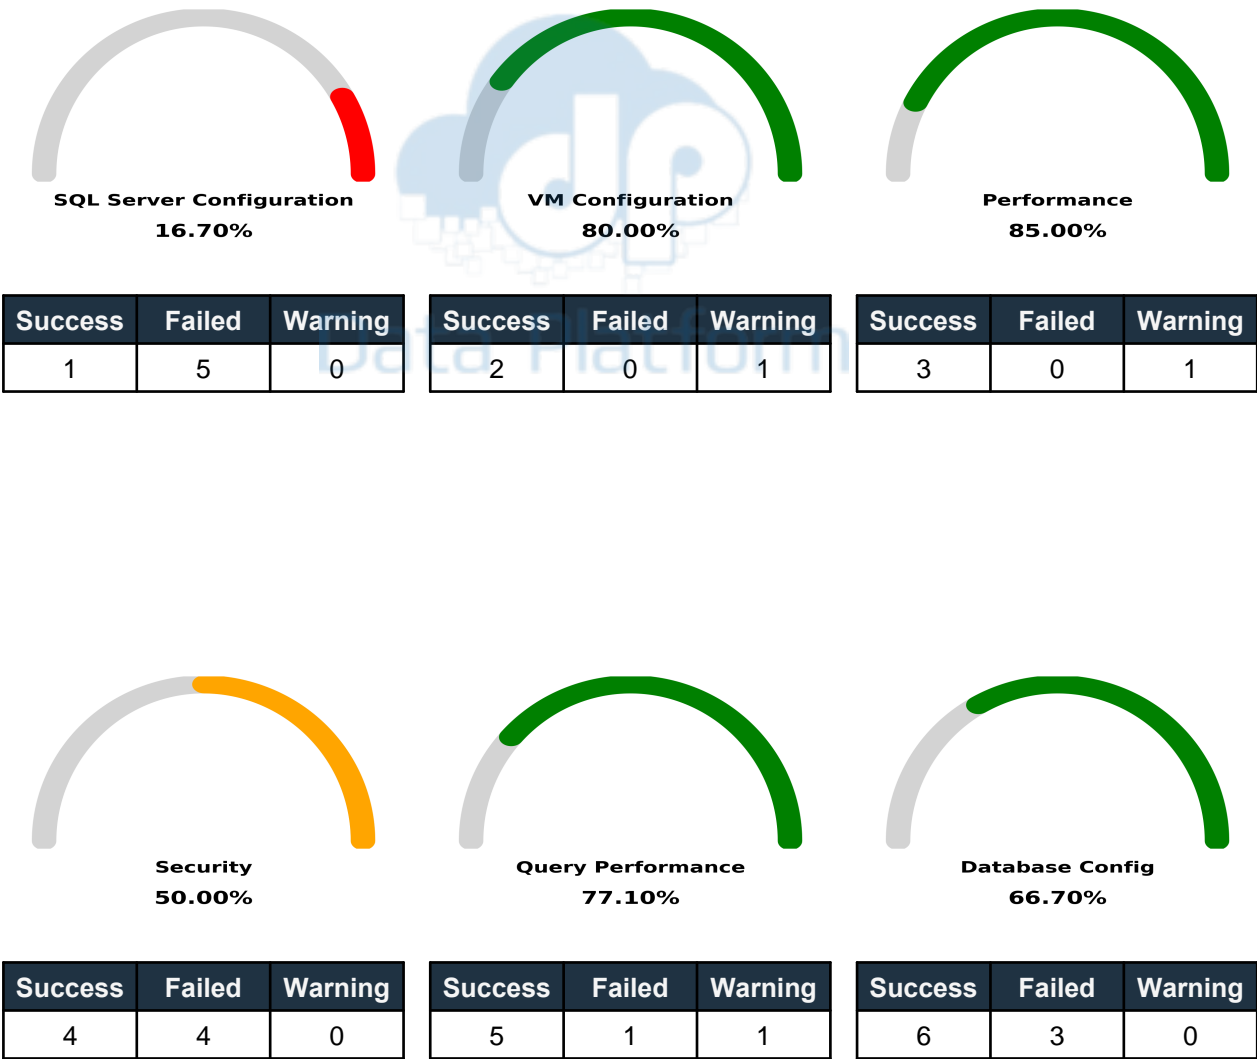 SQL Server Configuration
16.70%
VM Configuration
80.00%
Performance
85.00%
dp
Data Platform
Success Failed Warning
1 5 0
Success Failed Warning
2 0 1
Success Failed Warning
3 0 1
Security
50.00%
Query Performance
77.10%
Database Config
66.70%
Success Failed Warning
4 4 0
Success Failed Warning
5 1 1
Success Failed Warning
6 3 0